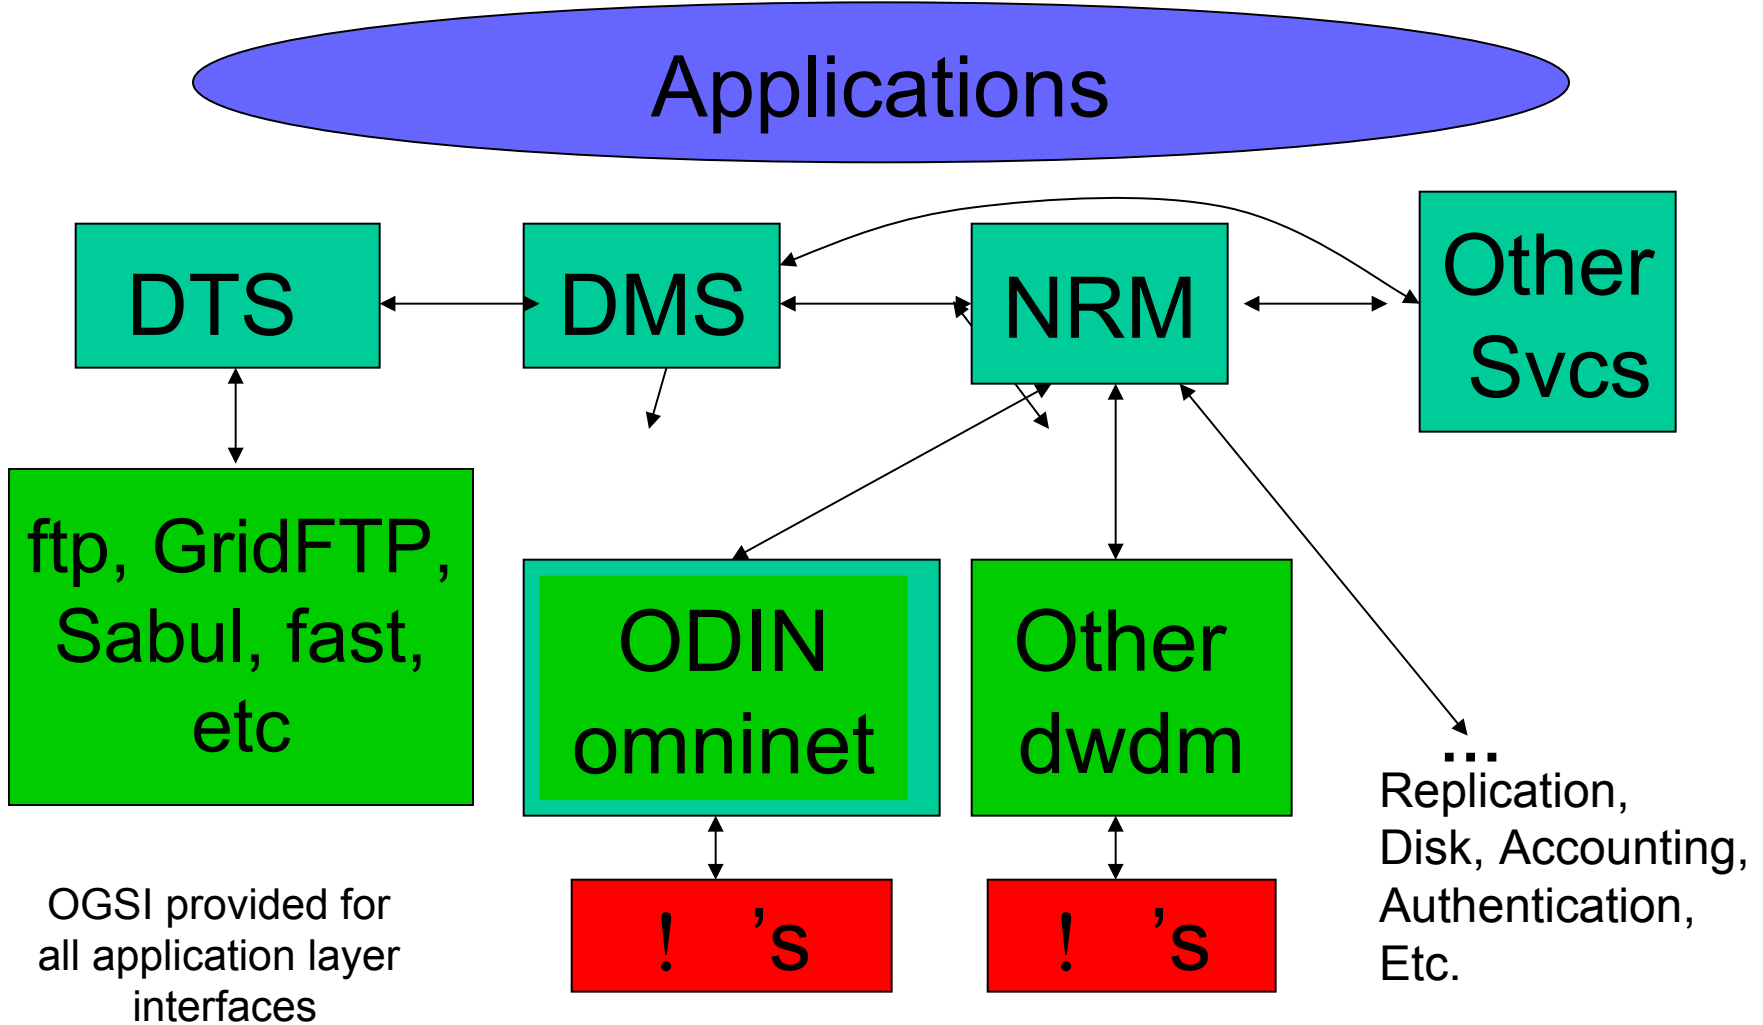 Applications
DTS
DMS
NRM
Other
Svcs
ftp, GridFTP,
Sabul, fast,
etc
ODIN
omninet
Other
dwdm
...
Replication,
Disk, Accounting,
Authentication,
Etc.
! 's
! 's
OGSI provided for
all application layer
interfaces